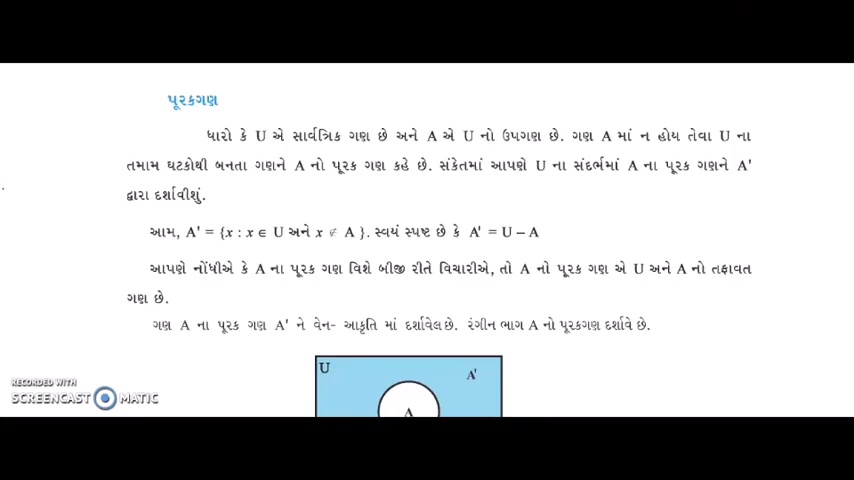 પૂરકગણ
ધારો કે U એ સાર્વત્રિક ગણ છે અને A એ U નો ઉપગણ છે. ગણ A માં ન હોય તેવા U ના
તમામ ઘટકોથી બનતા ગણને A નો પૂરક ગણ કહે છે. સંકેતમાં આપણે U ના સંદર્ભમાં A ના પૂરક ગણને A'
દ્વારા દર્શાવીશું.
આમ, A' = {x : x ∈ U અને x ∉ A }. સ્વયં સ્પષ્ટ છે કે A' = U – A
આપણે નોંધીએ કે A ના પૂરક ગણ વિશે બીજી રીતે વિચારીએ, તો A નો પૂરક ગણ એ U અને A નો તફાવત
ગણ છે.
ગણ A ના પૂરક ગણ A' ને વેન- આકૃતિ માં દર્શાવેલ છે. રંગીન ભાગ A નો પૂરકગણ દર્શાવે છે.
U
A'
A
RECORDED WITH
SCREENCAST MATIC